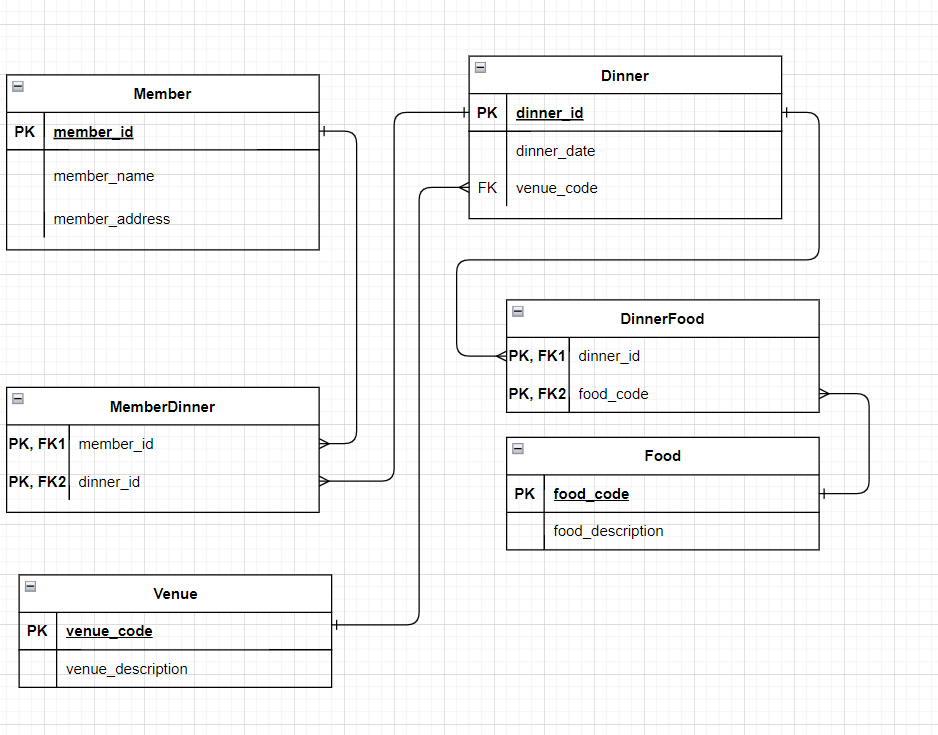 Member
PK member_id
member_name
member_address
Dinner
PK dinner_id
dinner_date
FK venue_code
DinnerFood
PK, FK1 dinner_id
PK, FK2 food_code
MemberDinner
PK, FK1 member_id
PK, FK2 dinner_id
Food
PK food_code
food_description
Venue
PK venue_code
venue_description